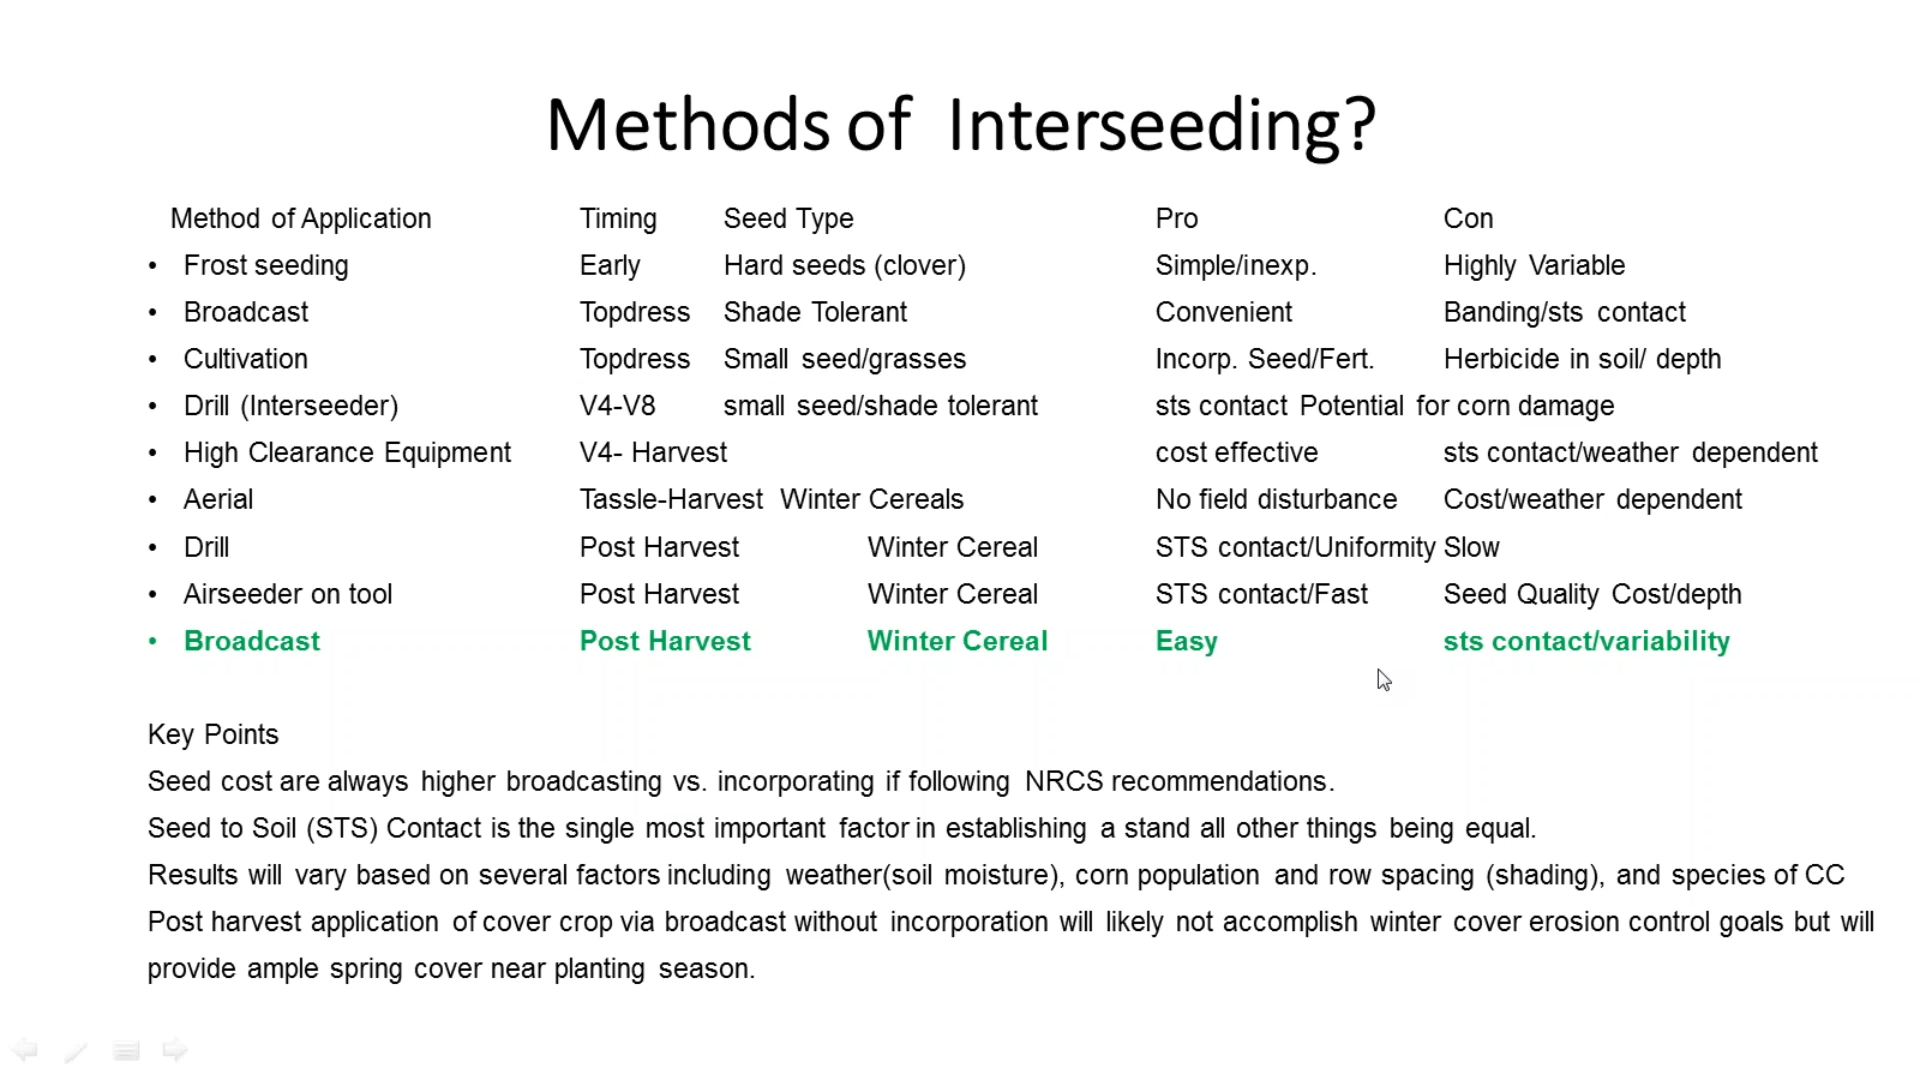 Methods of Interseeding?
Method of Application Timing Seed Type Pro Con
• Frost seeding Early Hard seeds (clover) Simple/inexp. Highly Variable
• Broadcast Topdress Shade Tolerant Convenient Banding/sts contact
• Cultivation Topdress Small seed/grasses Incorp. Seed/Fert. Herbicide in soil/ depth
• Drill (Interseeder) V4-V8 small seed/shade tolerant sts contact Potential for corn damage
• High Clearance Equipment V4- Harvest cost effective sts contact/weather dependent
• Aerial Tassle-Harvest Winter Cereals No field disturbance Cost/weather dependent
• Drill Post Harvest Winter Cereal STS contact/Uniformity Slow
• Airseeder on tool Post Harvest Winter Cereal STS contact/Fast Seed Quality Cost/depth
• Broadcast Post Harvest Winter Cereal Easy sts contact/variability
Key Points
Seed cost are always higher broadcasting vs. incorporating if following NRCS recommendations.
Seed to Soil (STS) Contact is the single most important factor in establishing a stand all other things being equal.
Results will vary based on several factors including weather(soil moisture), corn population and row spacing (shading), and species of CC
Post harvest application of cover crop via broadcast without incorporation will likely not accomplish winter cover erosion control goals but will
provide ample spring cover near planting season.